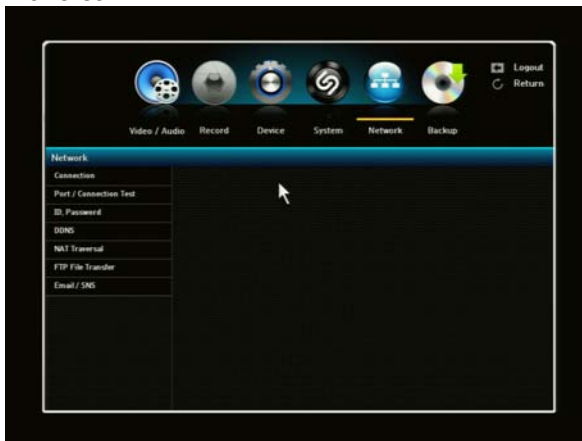 Logout
Return
Video / Audio Record Device System Network Backup
Network
Connection
Port / Connection Test
ID, Password
DDNS
NAT Traversal
FTP File Transfer
Email / SNS